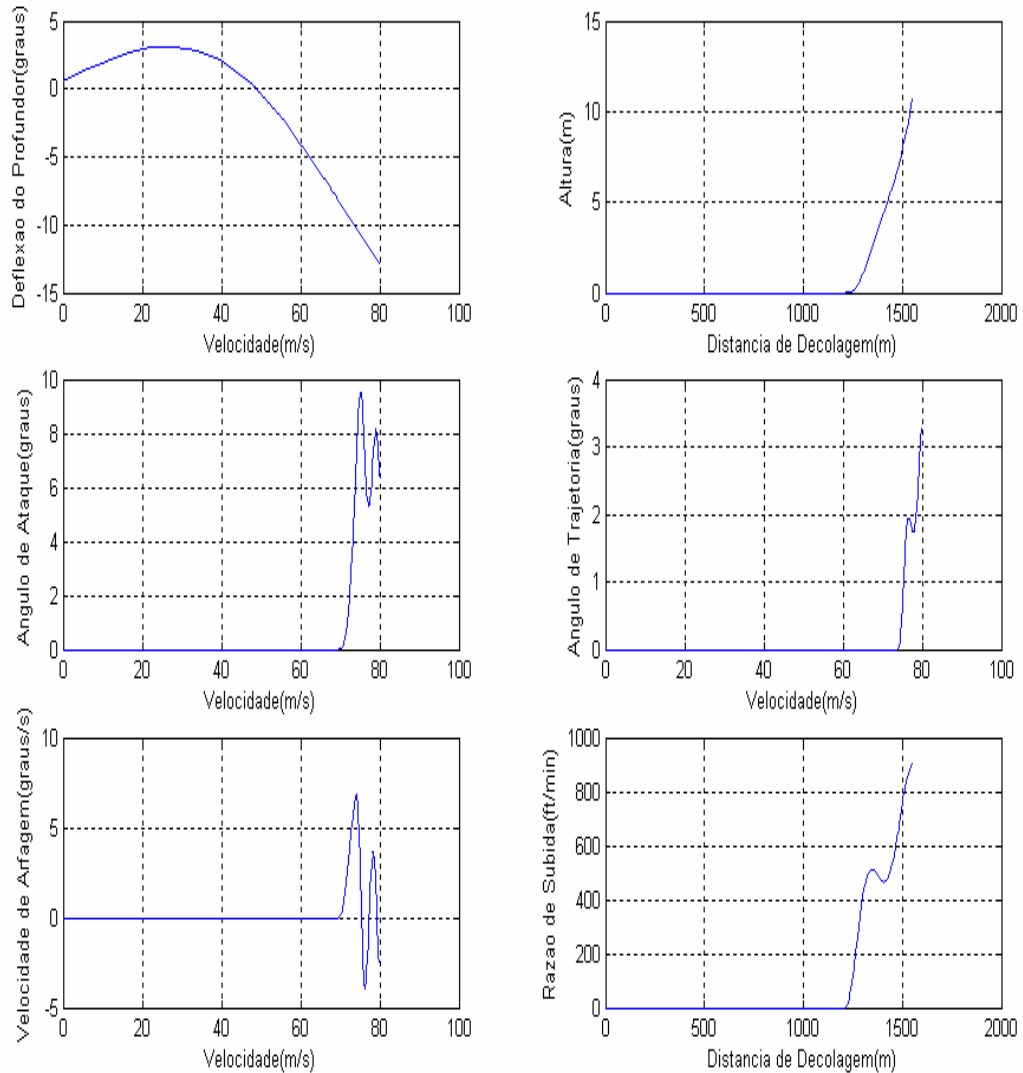 Deflexao do Profundor(graus)
5
0
-5
-10
-15
0 20 40 60 80 100
Velocidade(m/s)
Altura(m)
15
10
5
0
0 500 1000 1500 2000
Distancia de Decolagem(m)
Angulo de Ataque(graus)
10
8
6
4
2
0
0 20 40 60 80 100
Velocidade(m/s)
Angulo de Trajetoria(graus)
4
3
2
1
0
0 20 40 60 80 100
Velocidade(m/s)
Velocidade de Arfagem(graus/s)
10
5
0
-5
0 20 40 60 80 100
Velocidade(m/s)
Razao de Subida(ft/min)
1000
800
600
400
200
0
0 500 1000 1500 2000
Distancia de Decolagem(m)